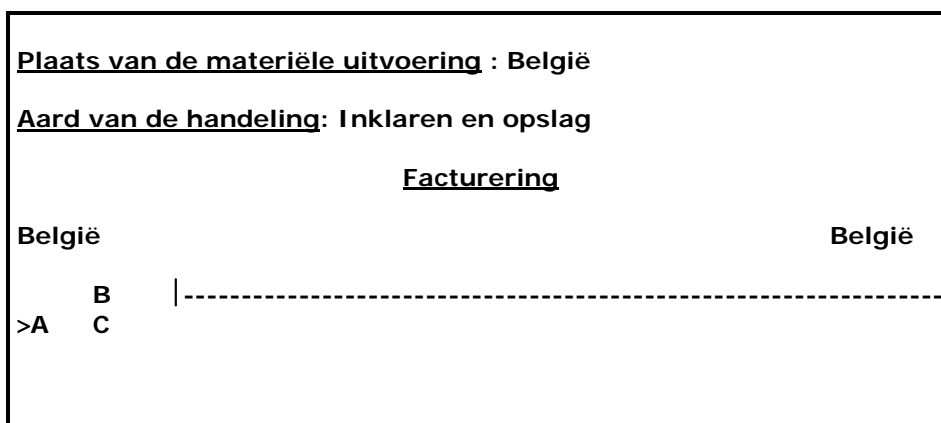 Plaats van de materiële uitvoering : België
Aard van de handeling: Inklaren en opslag
Facturering
België België
B |------------------------------------------------------------------
>A C